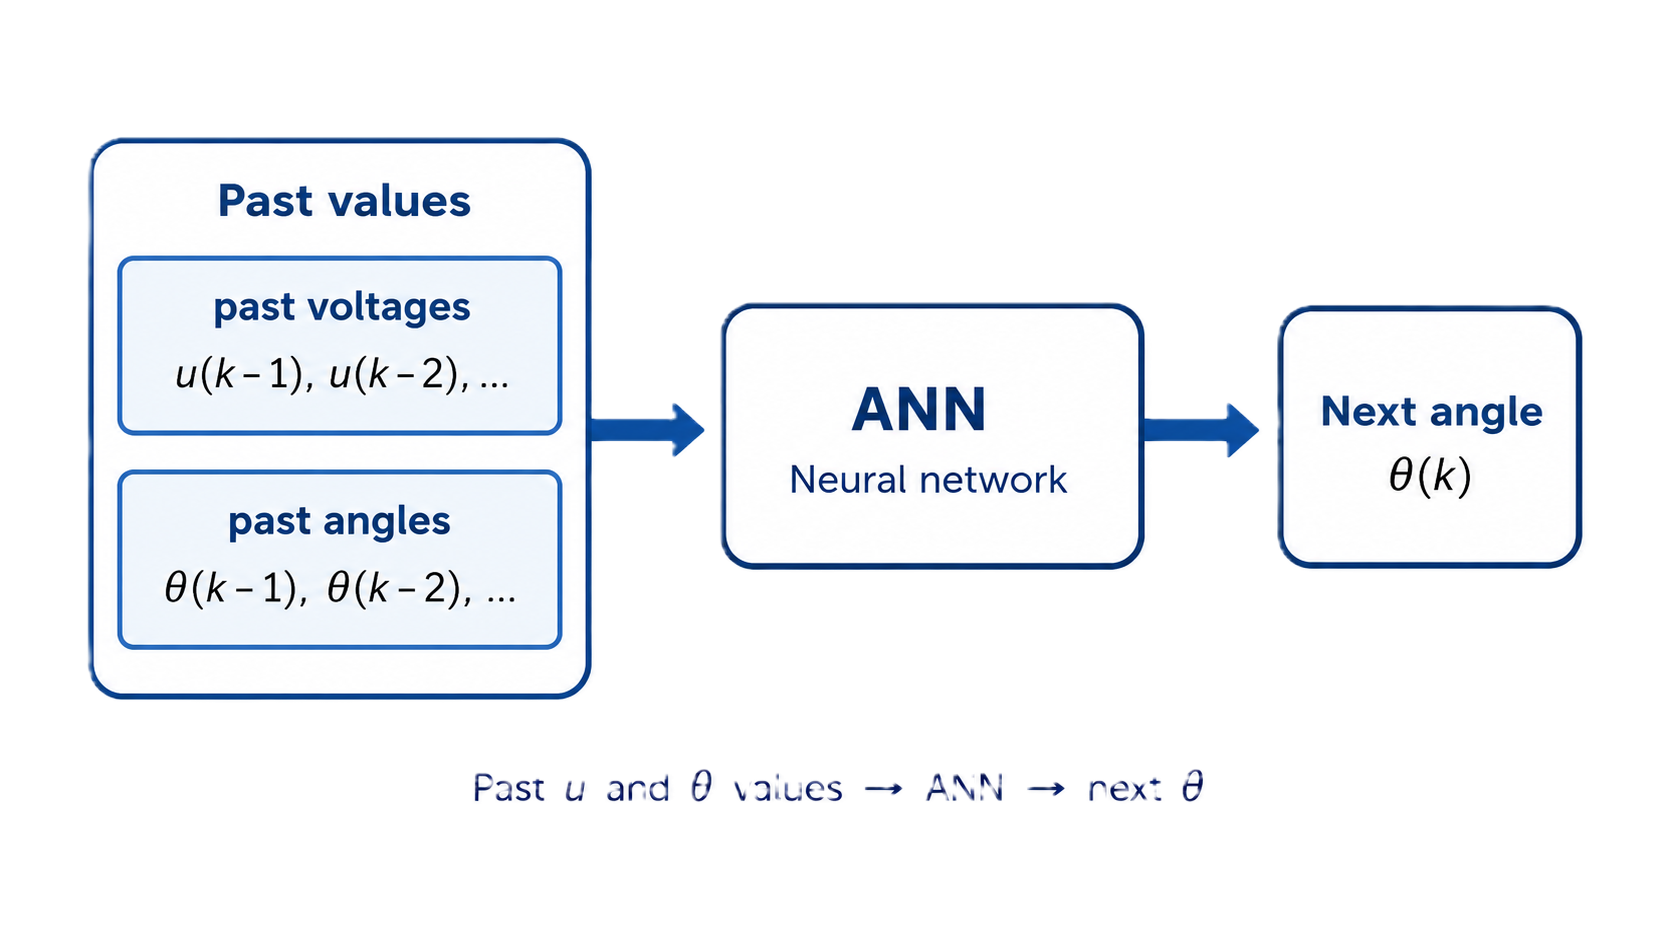 Past values
past voltages
u(k–1), u(k–2), ...
past angles
θ(k–1), θ(k–2), ...
ANN
Neural network
Next angle
θ(k)
Past u and θ values → ANN → next θ